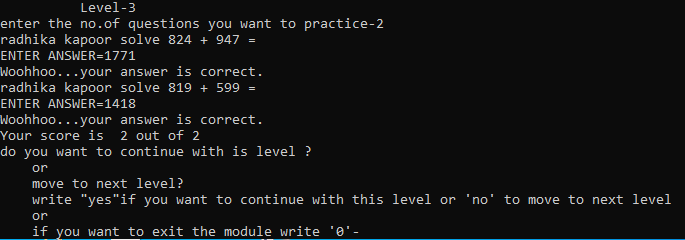 Level-3
enter the no.of questions you want to practice-2
radhika kapoor solve 824 + 947 =
ENTER ANSWER=1771
Woohhoo...your answer is correct.
radhika kapoor solve 819 + 599 =
ENTER ANSWER=1418
Woohhoo...your answer is correct.
Your score is  2 out of 2
do you want to continue with is level ?
or
move to next level?
write "yes"if you want to continue with this level or 'no' to move to next level
or
if you want to exit the module write '0'-